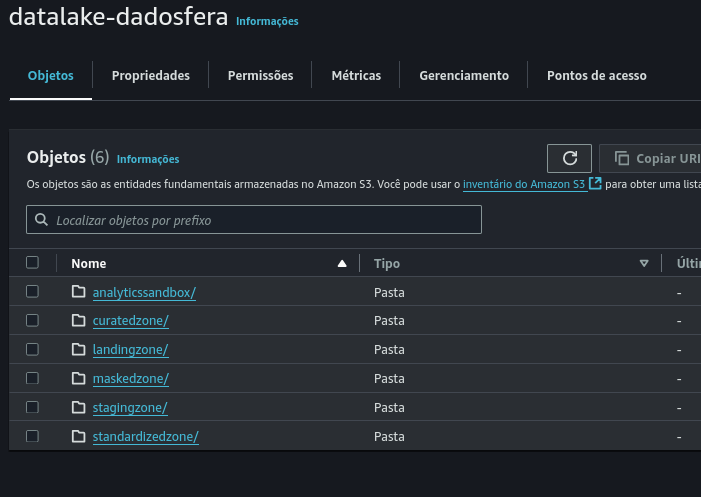 datalake-dadosfera Informações
Objetos Propriedades Permissões Métricas Gerenciamento Pontos de acesso
Objetos (6) Informações Copiar URI
Os objetos são as entidades fundamentais armazenadas no Amazon S3. Você pode usar o inventário do Amazon S3 para obter uma lista
Localizar objetos por prefixo
Nome Tipo
analyticssandbox/ Pasta -
curatedzone/ Pasta -
landingzone/ Pasta -
maskedzone/ Pasta -
stagingzone/ Pasta -
standardizedzone/ Pasta -